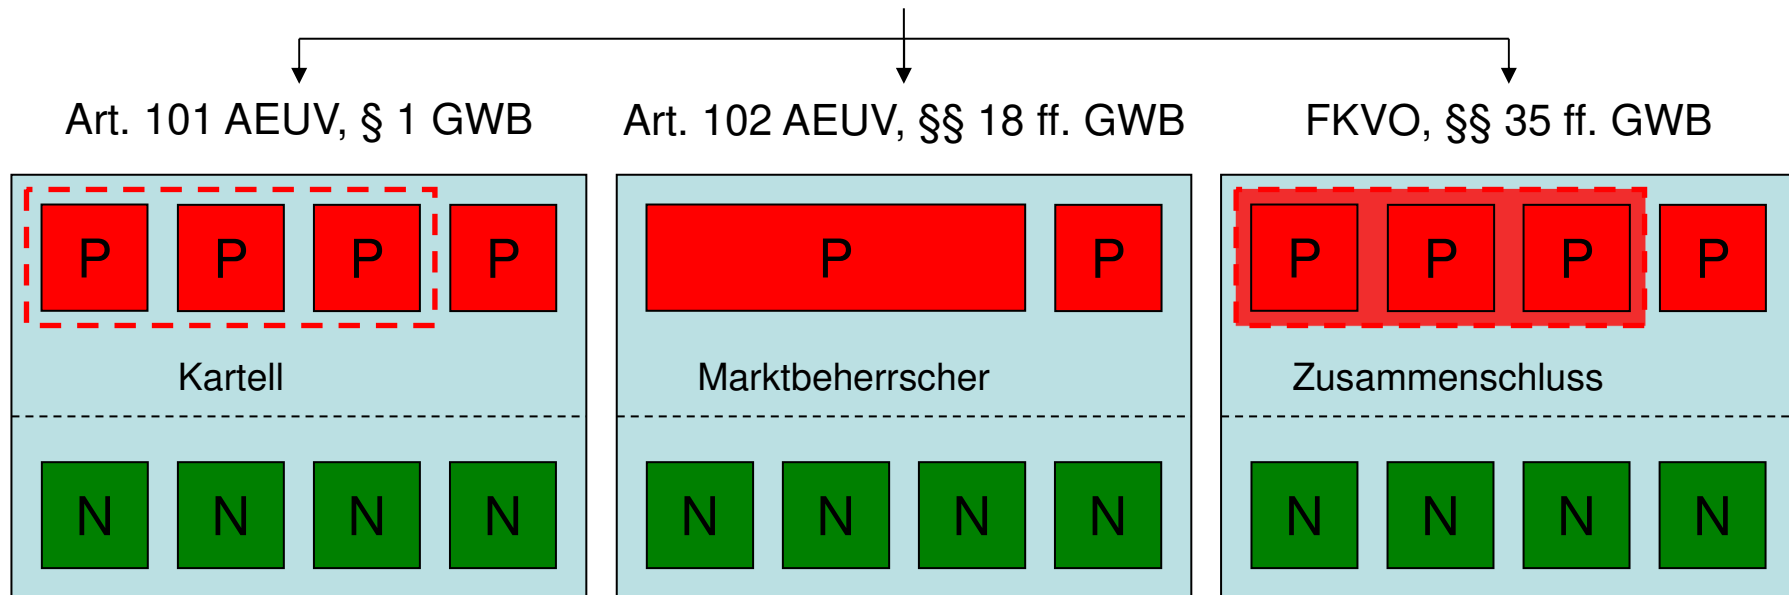 Art. 101 AEUV, § 1 GWB
Art. 102 AEUV, §§ 18 ff. GWB
FKVO, §§ 35 ff. GWB
P P P P
P P
P P P P
Kartell
Marktbeherrscher
Zusammenschluss
N N N N
N N N N
N N N N